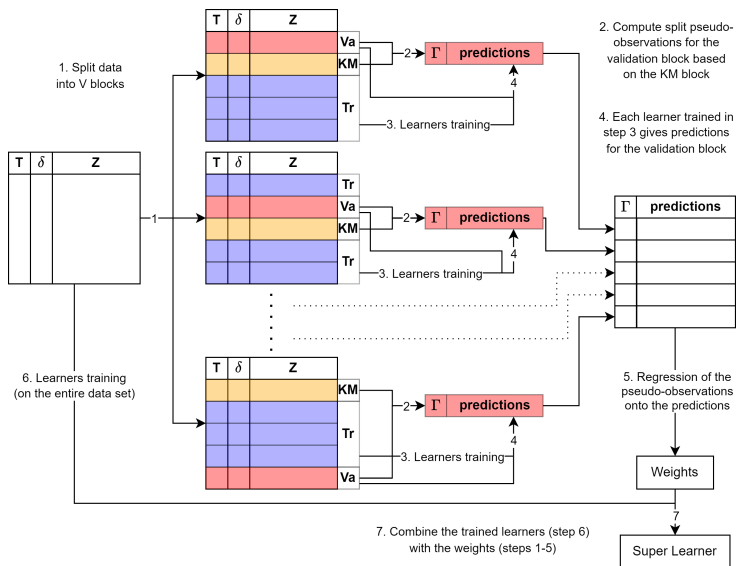 T δ Z
Va
KM
Tr
2
Γ predictions
4
3. Learners training
1. Split data
into V blocks
2. Compute split pseudo-
observations for the
validation block based
on the KM block
4. Each learner trained in
step 3 gives predictions
for the validation block
T δ Z
1
T δ Z
Tr
Va
KM
Tr
2
Γ predictions
4
3. Learners training
Γ predictions
T δ Z
KM
Tr
Va
2
Γ predictions
4
3. Learners training
6. Learners training
(on the entire data set)
5. Regression of the
pseudo-observations
onto the predictions
Weights
7
7. Combine the trained learners (step 6)
with the weights (steps 1-5)
Super Learner